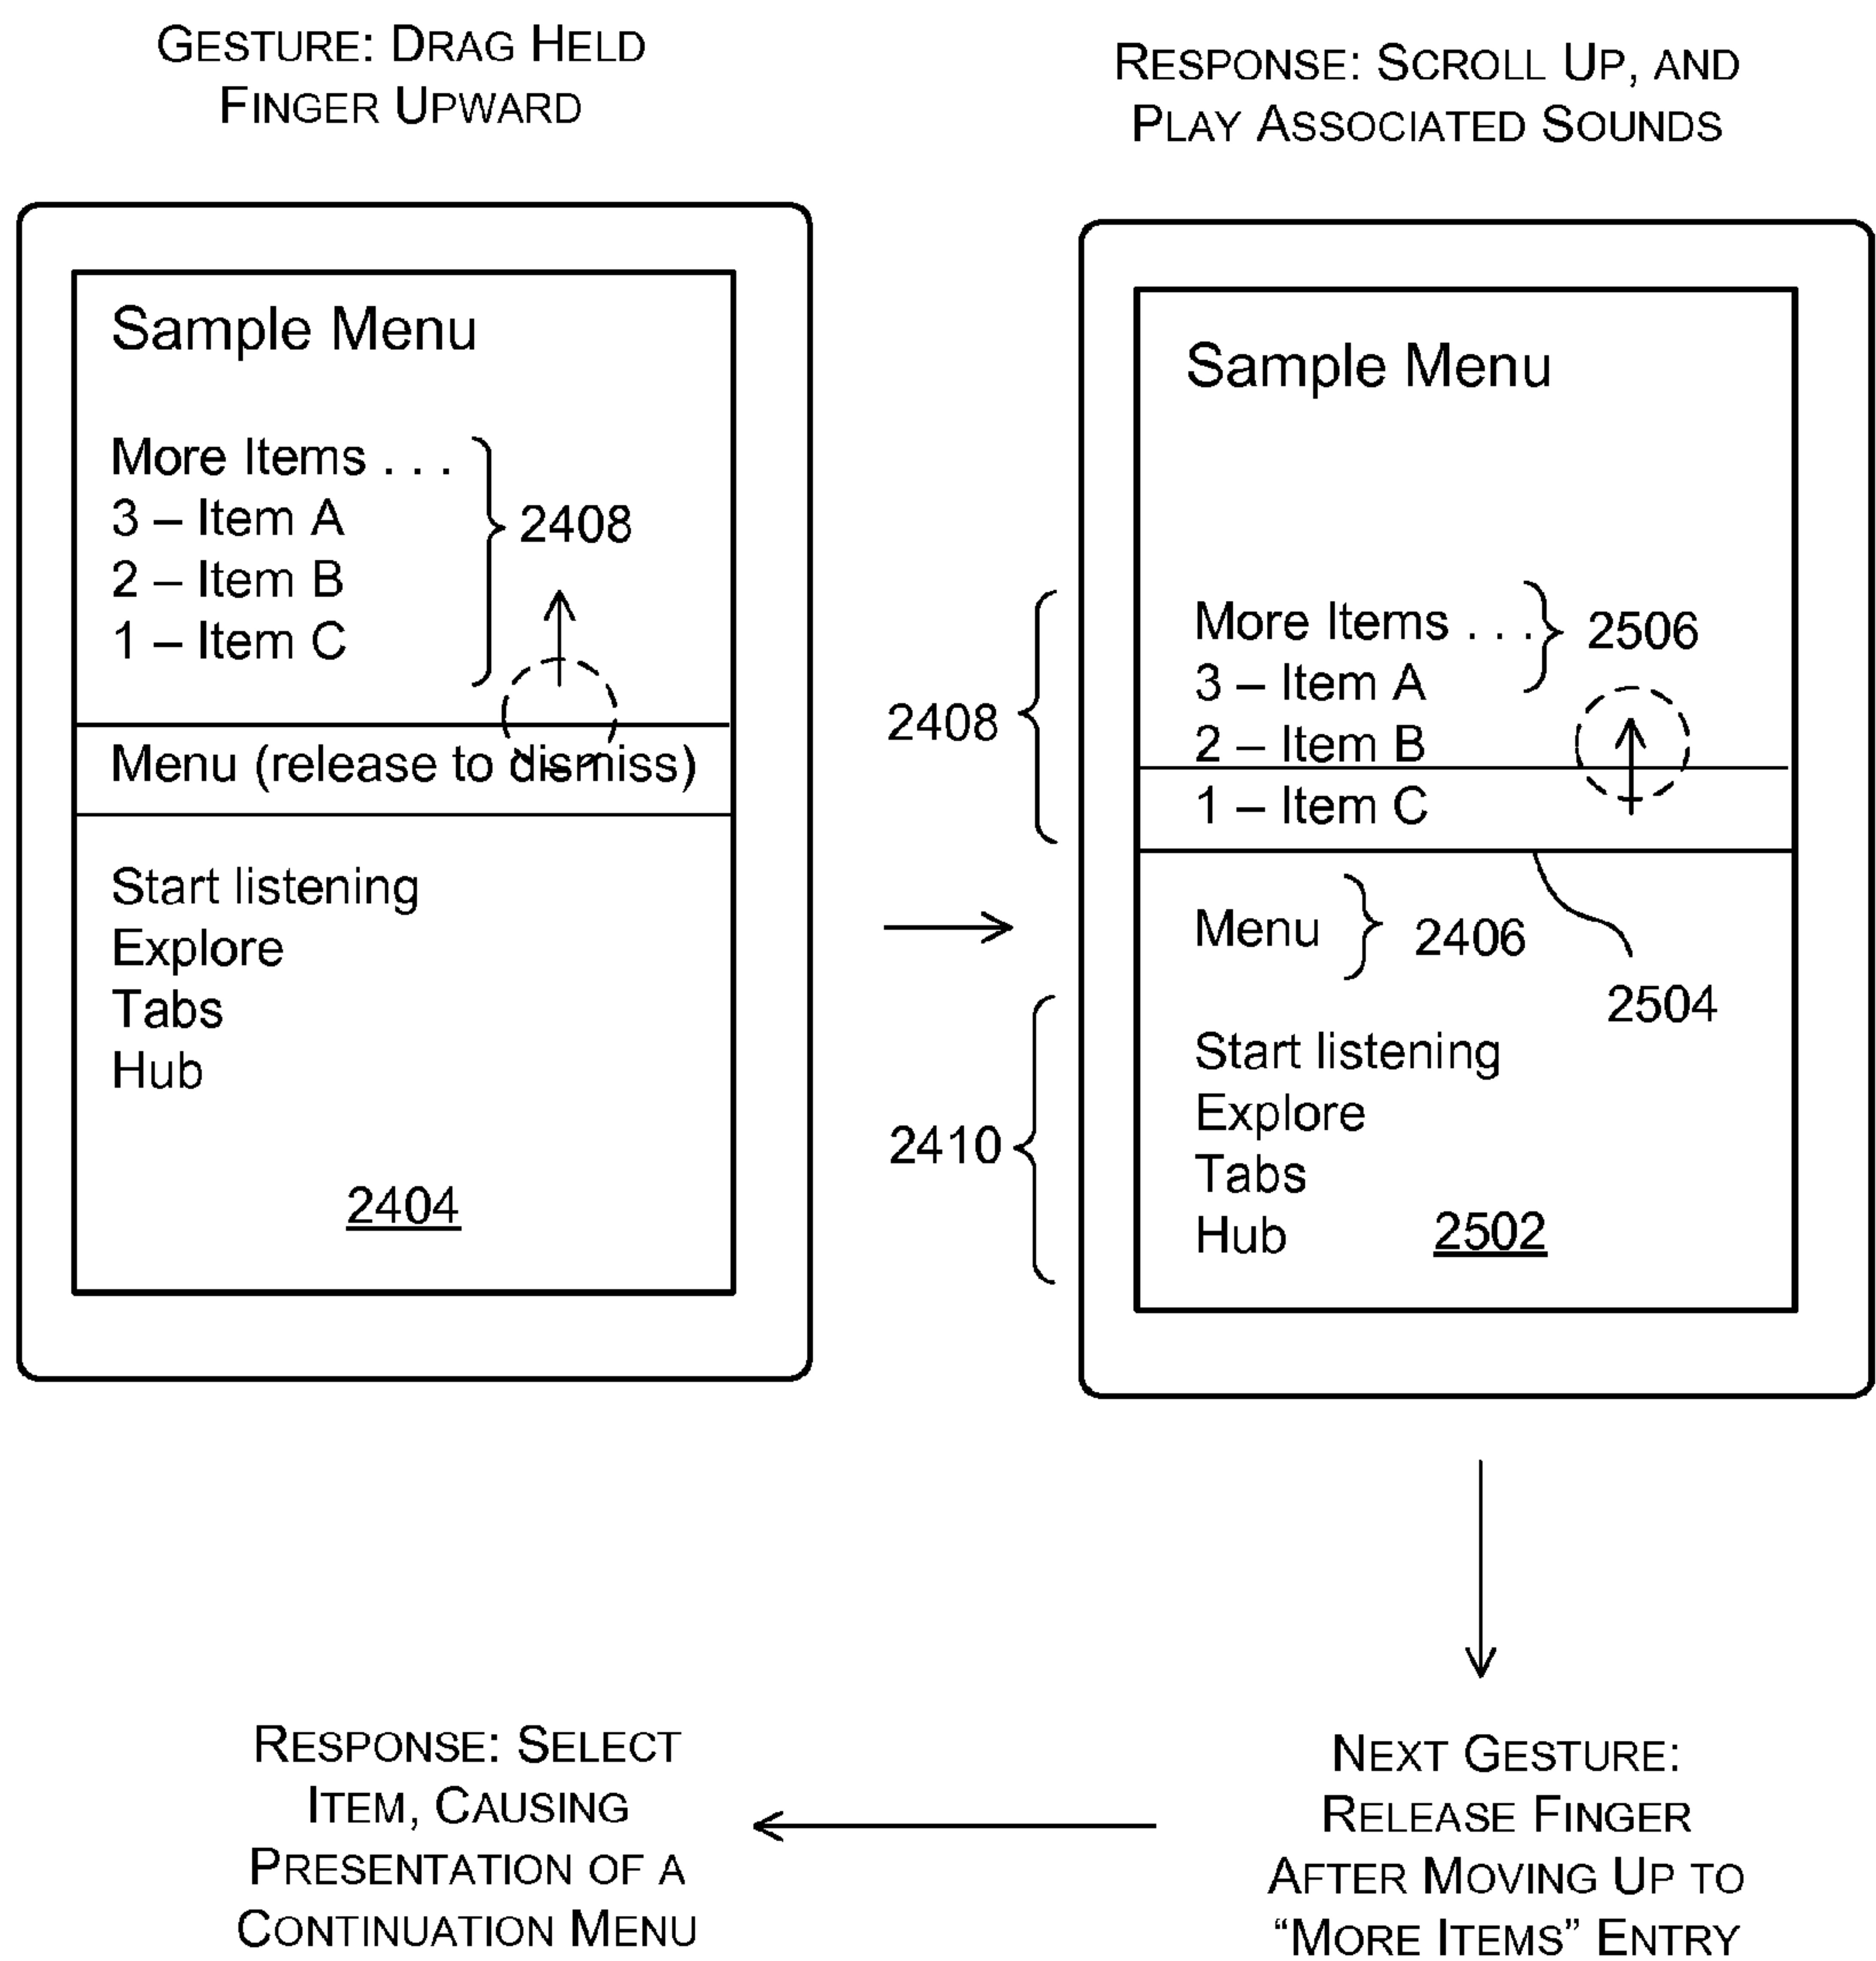 GESTURE: DRAG HELD
FINGER UPWARD
Sample Menu
More Items . . .
3 – Item A
2 – Item B
1 – Item C
2408
Menu (release to dismiss)
Start listening
Explore
Tabs
Hub
2404
RESPONSE: SCROLL UP, AND
PLAY ASSOCIATED SOUNDS
Sample Menu
More Items . . .
2506
3 – Item A
2408
2 – Item B
1 – Item C
Menu
2406
2504
Start listening
Explore
2410
Tabs
Hub
2502
NEXT GESTURE:
RELEASE FINGER
AFTER MOVING UP TO
“MORE ITEMS” ENTRY
RESPONSE: SELECT
ITEM, CAUSING
PRESENTATION OF A
CONTINUATION MENU